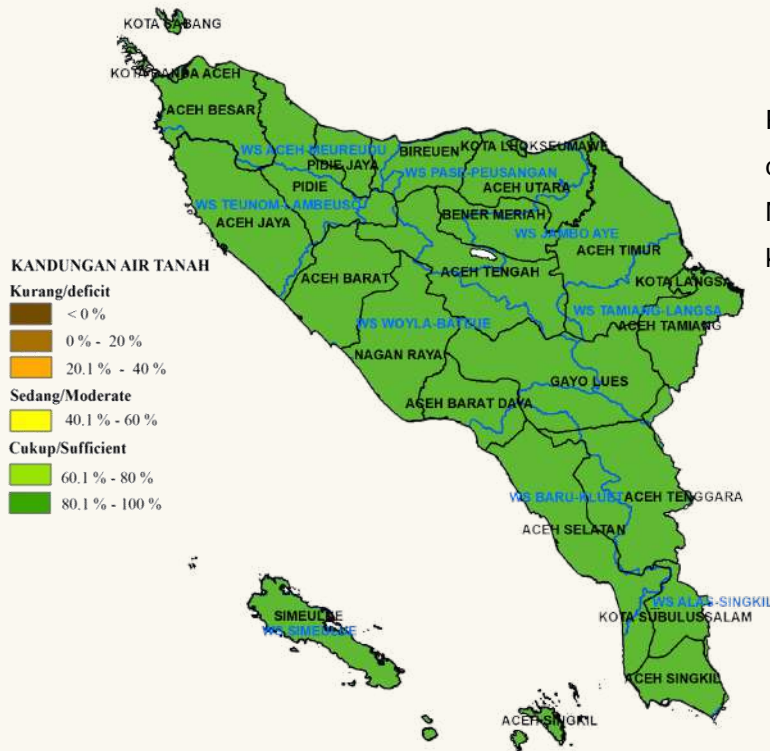 KOTA SABANG
KOTA BANDA ACEH
ACEH BESAR
WS ACEH-MEUREUDU
PIDIE JAYA
BIREUEN
KOTA LHOKSEUMAWE
WS PASE-PEUSANGAN
ACEH UTARA
PIDIE
WS TEUNOM-LAMBEUSOI
ACEH JAYA
BENER MERIAH
WS JAMBO AYE
ACEH TIMUR
ACEH BARAT
ACEH TENGAH
KOTA LANGSA
WS TAMIANG-LANGSA
ACEH TAMIANG
WS WOYLA-BATEUE
NAGAN RAYA
GAYO LUES
ACEH BARAT DAYA
WS BARU-KLUET
ACEH TENGGARA
ACEH SELATAN
WS ALAS-SINGKIL
KOTA SUBULUSSALAM
SIMEULUE
WS SIMEULUE
ACEH SINGKIL
ACEH SINGKIL
KANDUNGAN AIR TANAH
Kurang/deficit
< 0 %
0 % - 20 %
20.1 % - 40 %
Sedang/Moderate
40.1 % - 60 %
Cukup/Sufficient
60.1 % - 80 %
80.1 % - 100 %